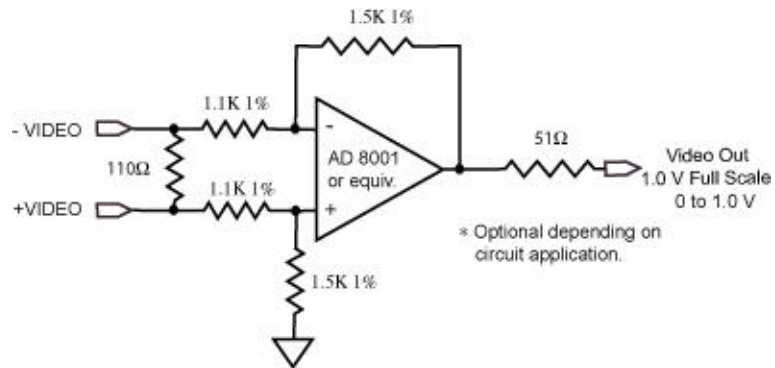 1.5K 1%
1.1K 1%
- VIDEO
-
AD 8001
or equiv.
51Ω
Video Out
1.0 V Full Scale
0 to 1.0 V
110Ω
1.1K 1%
+VIDEO
+
* Optional depending on
circuit application.
1.5K 1%